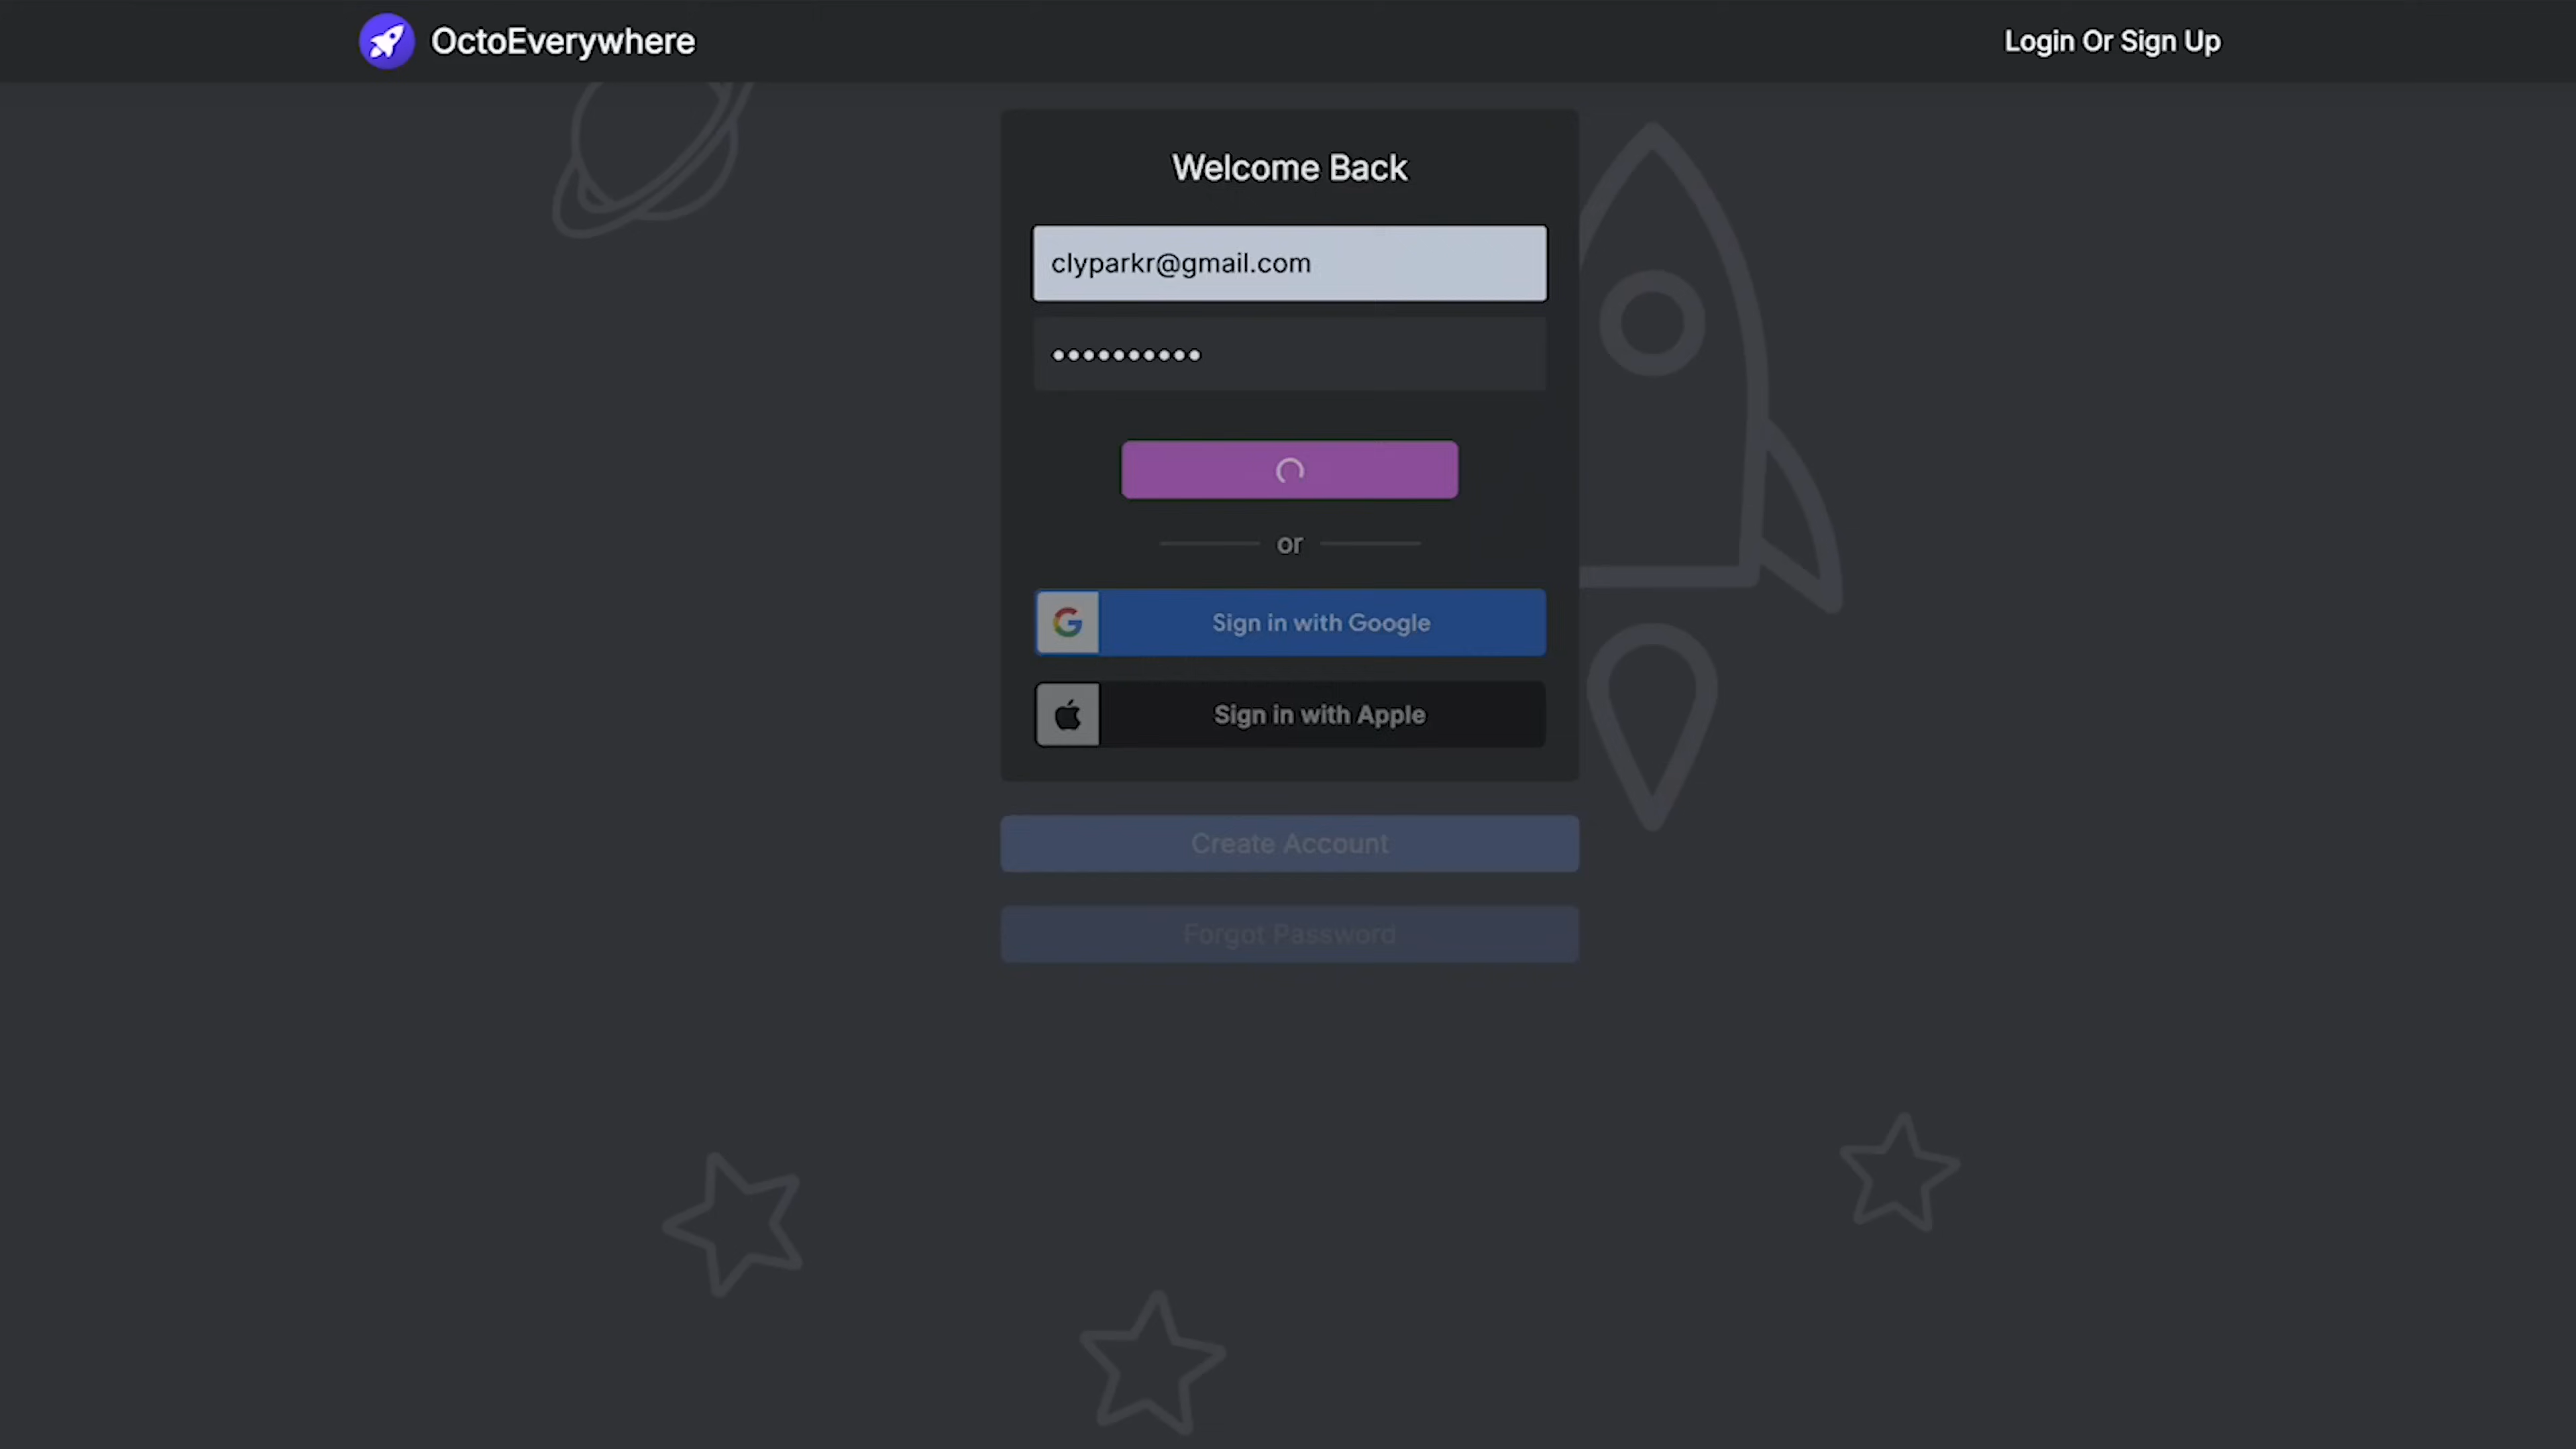 OctoEverywhere
Login Or Sign Up
Welcome Back
clyparkr@gmail.com
••••••••••
or
Sign in with Google
Sign in with Apple
Create Account
Forgot Password